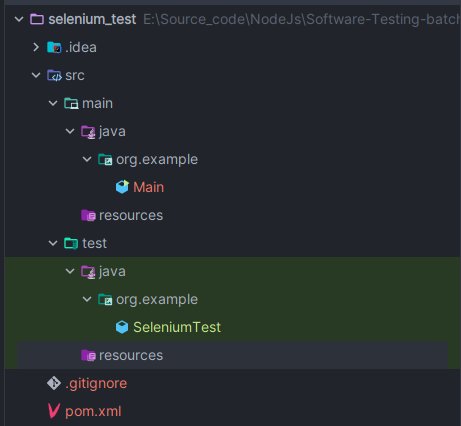 selenium_test E:\Source_code\NodeJs\Software-Testing-batch
.idea
src
main
java
org.example
Main
resources
test
java
org.example
SeleniumTest
resources
.gitignore
pom.xml